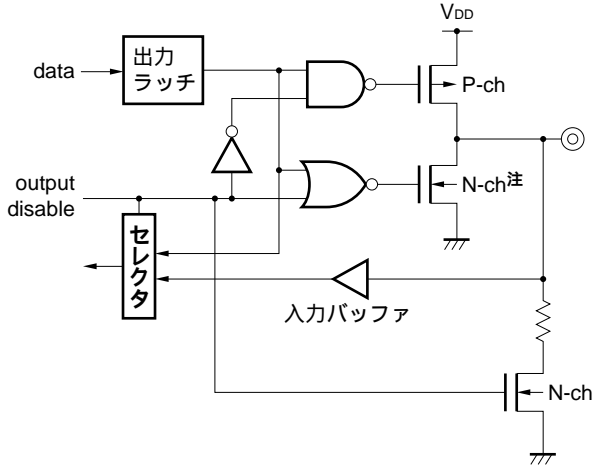 VDD
出力
ラッチ
data
P-ch
N-ch注
output
disable
セレクタ
入力バッファ
N-ch